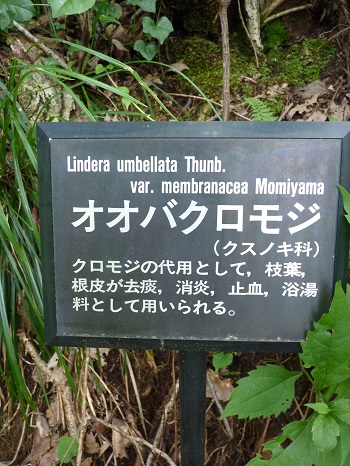 Lindera umbellata Thunb.
var. membranacea Momiyama
オオバクロモジ
（クスノキ科）
クロモジの代用として，枝葉，
根皮が去痰，消炎，止血，浴湯
料として用いられる。